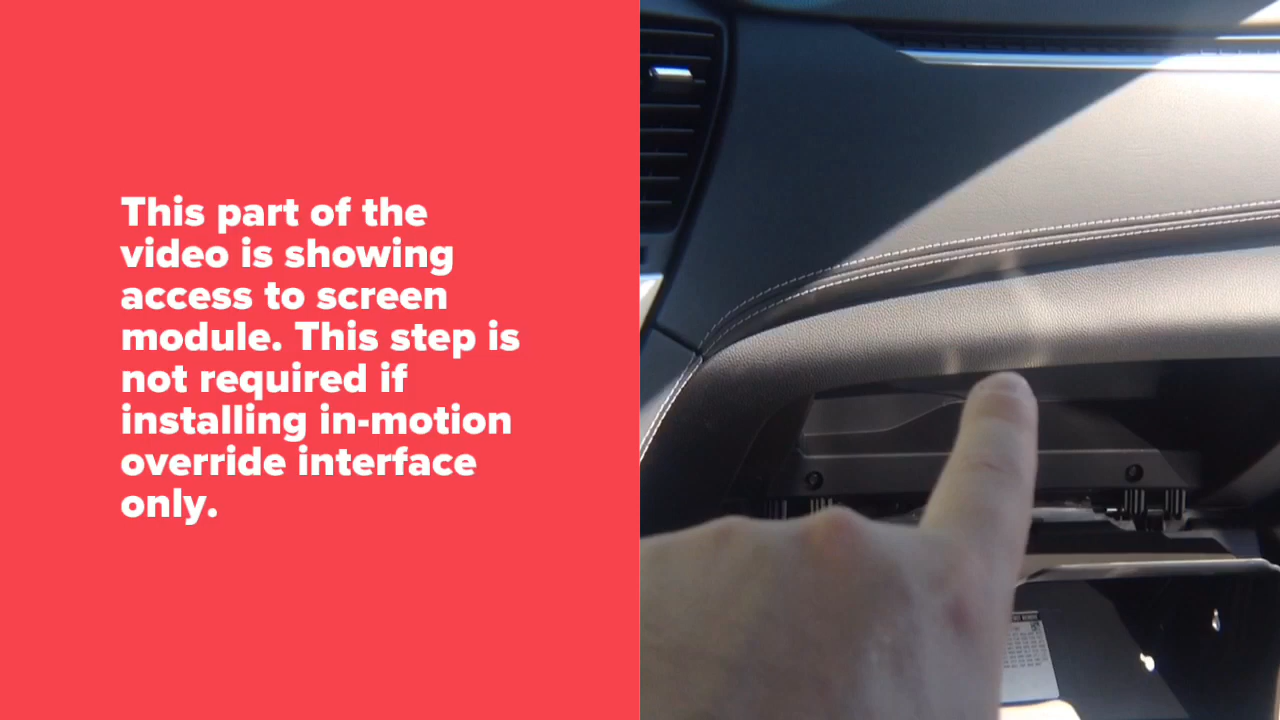 This part of the
video is showing
access to screen
module. This step is
not required if
installing in-motion
override interface
only.